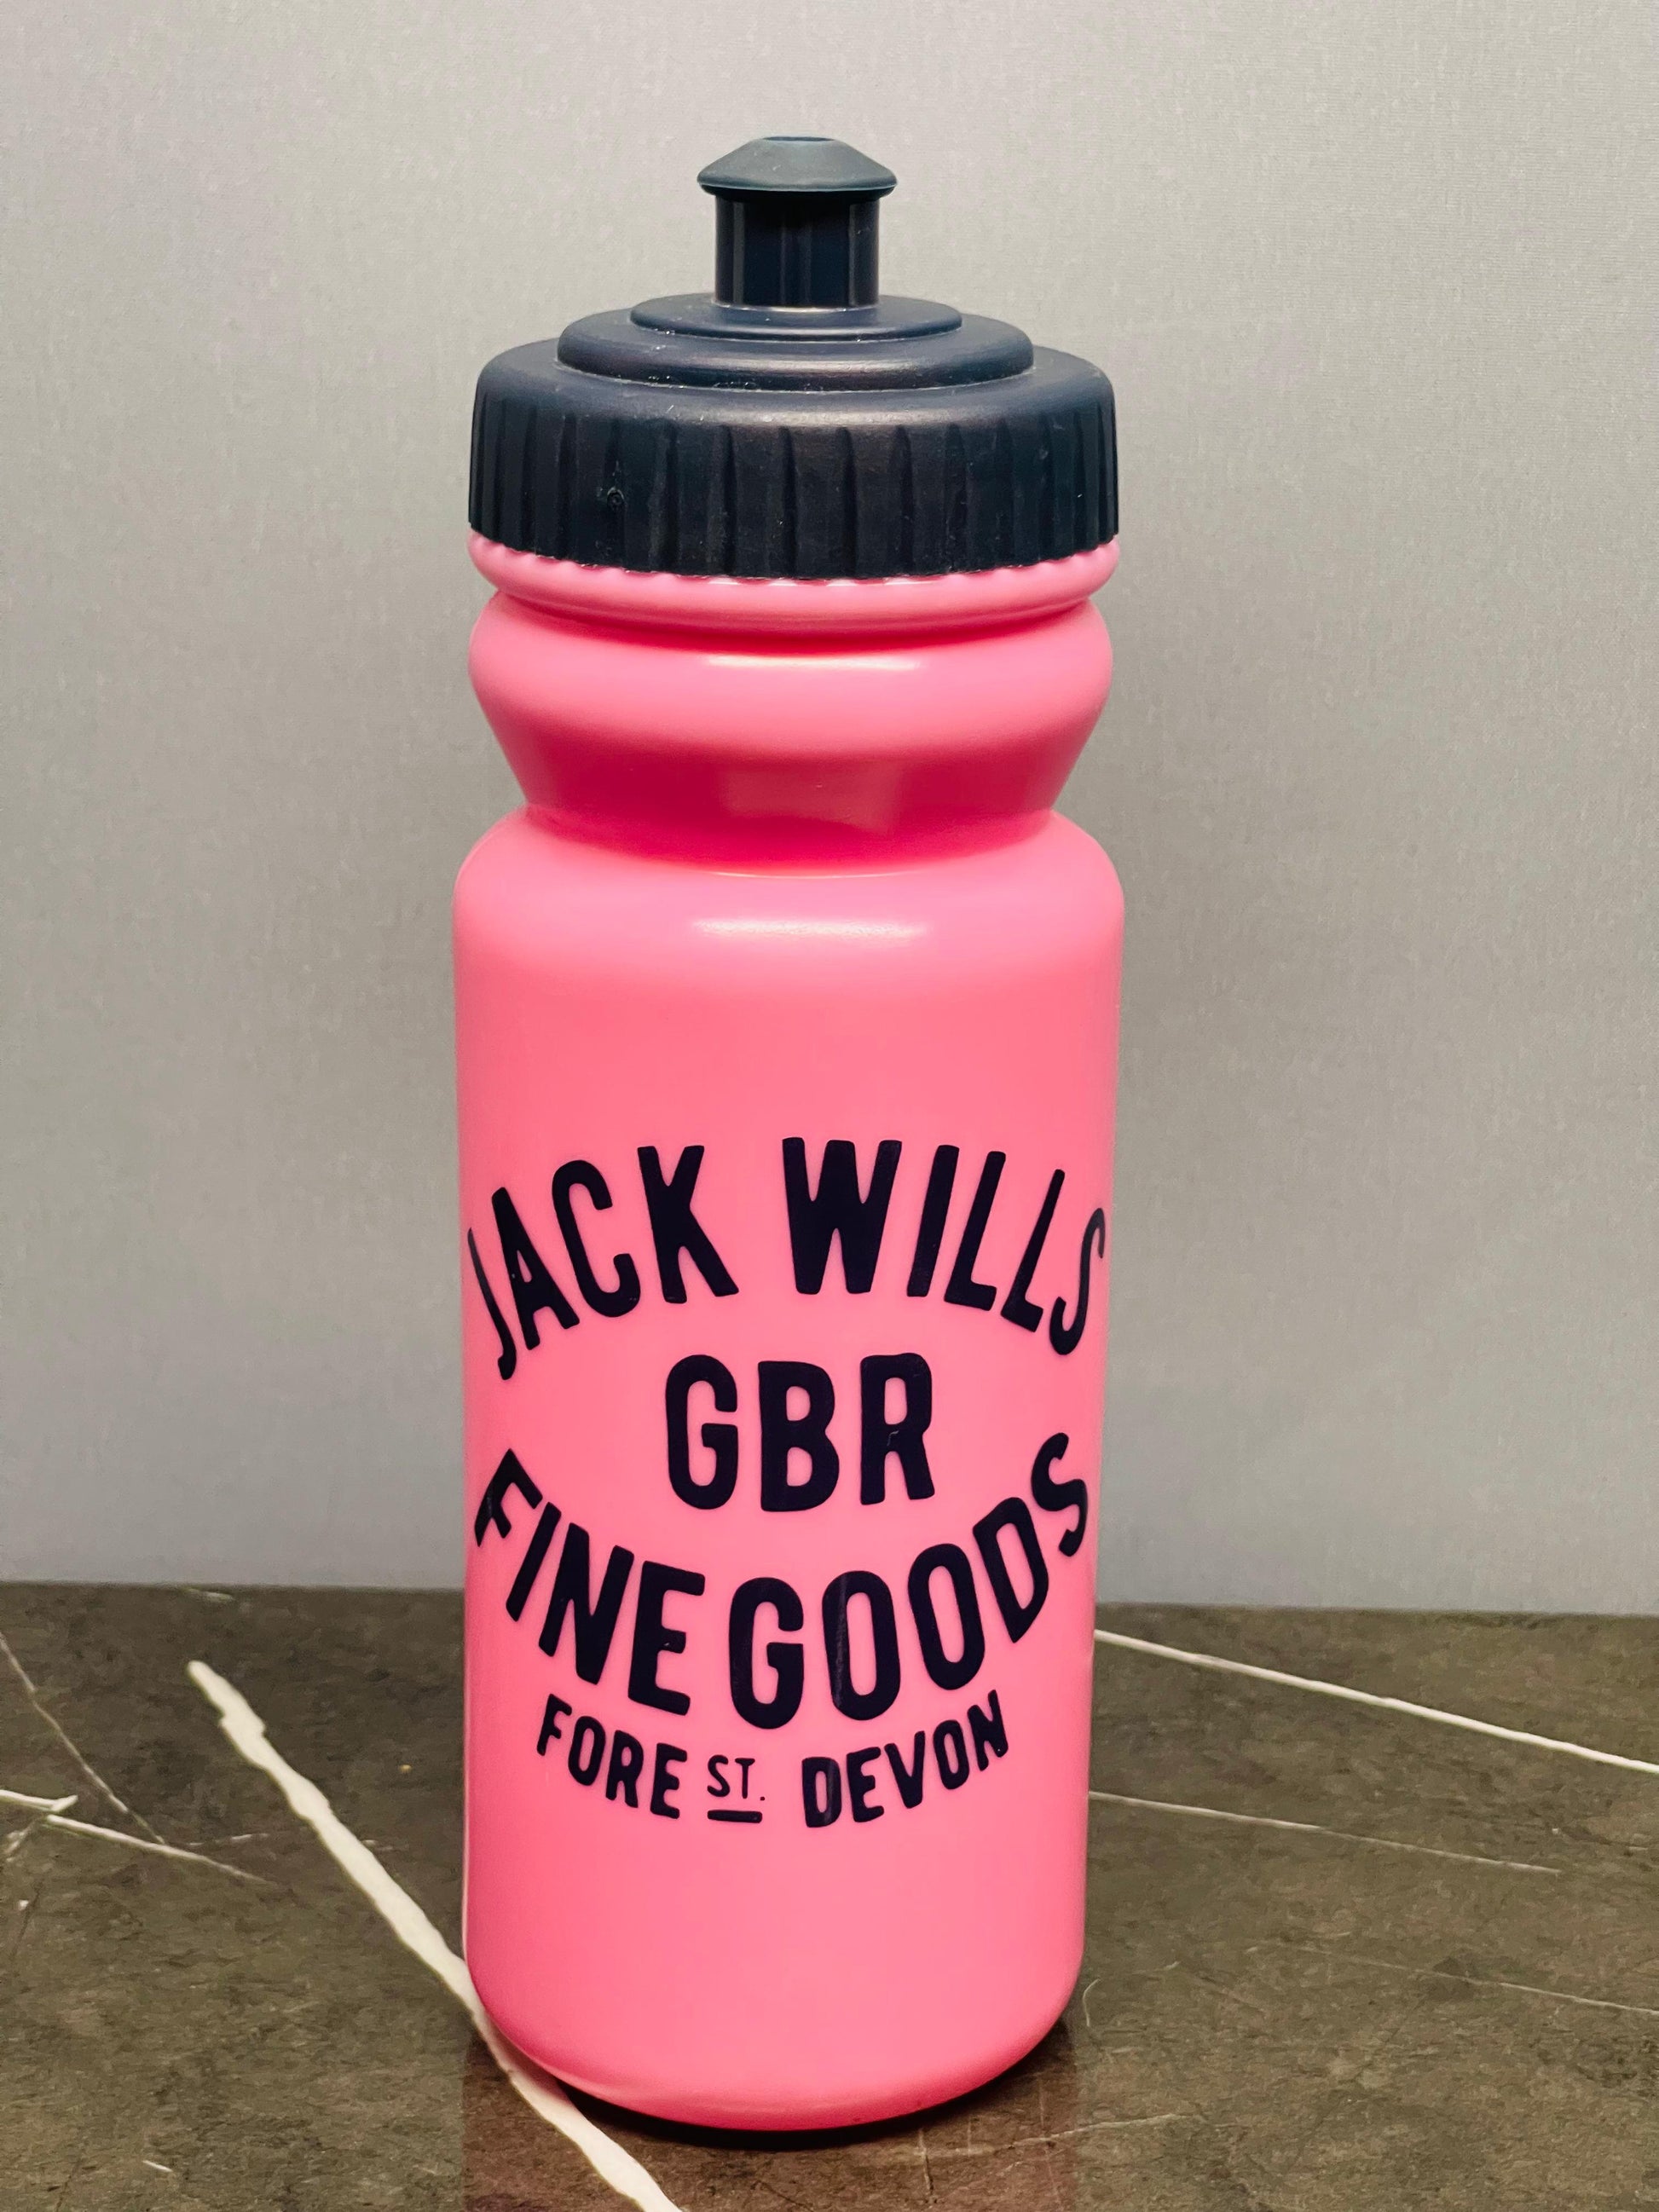 JACK WILLS
GBR
FINE GOODS
FORE ST. DEVON